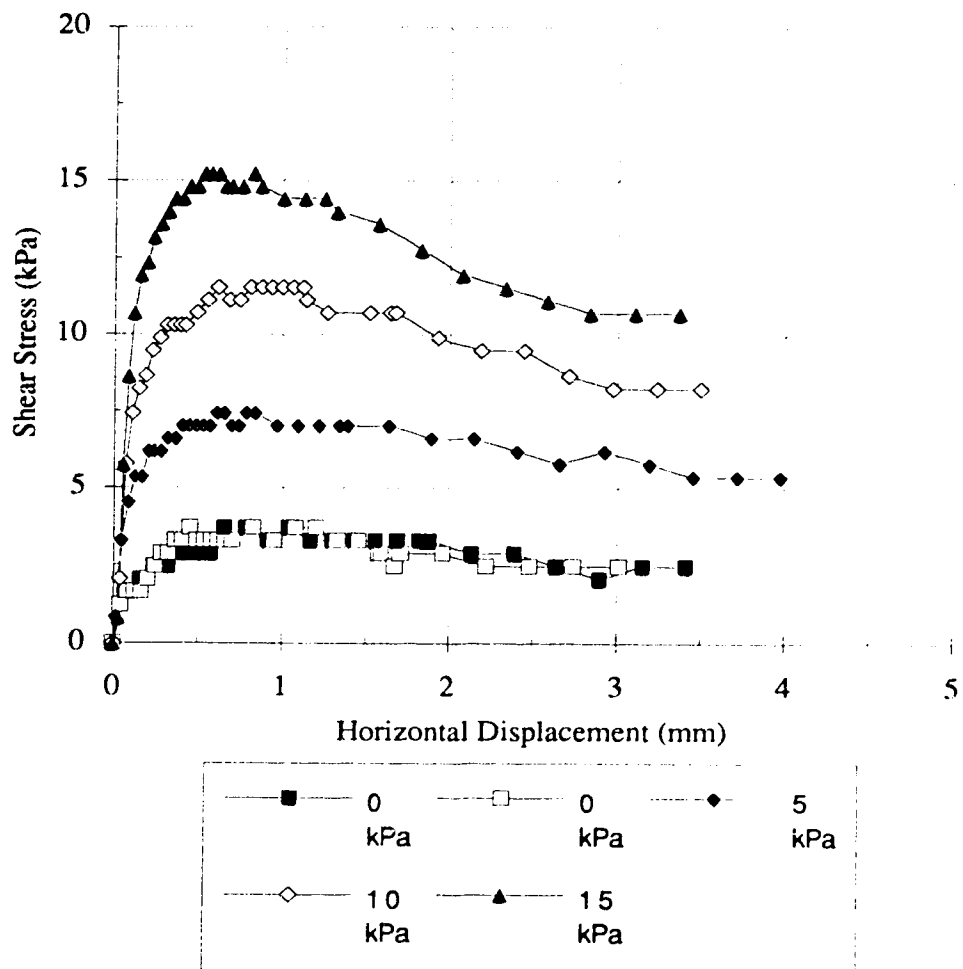 20
15
10
5
0
Shear Stress (kPa)
0 1 2 3 4 5
Horizontal Displacement (mm)
0 kPa
0 kPa
5 kPa
10 kPa
15 kPa